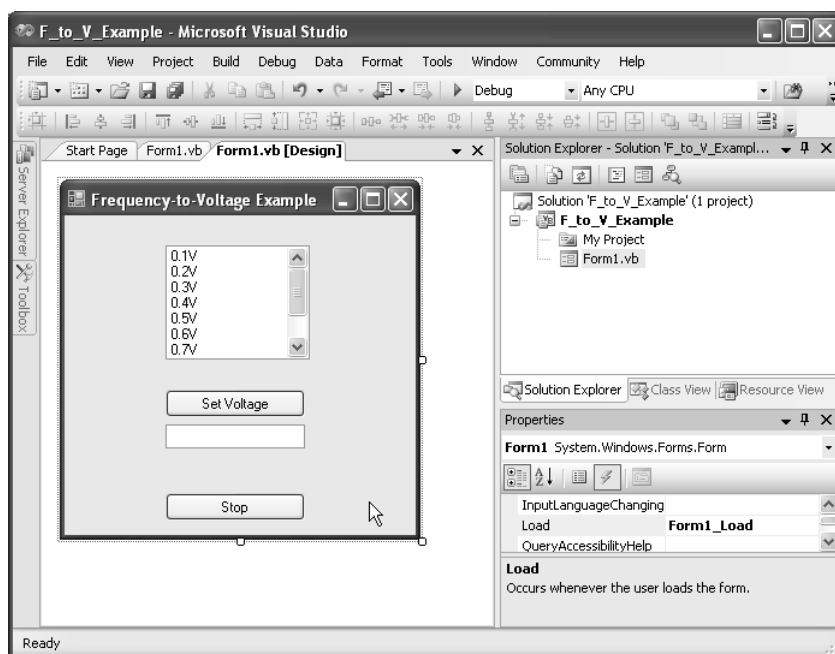 F_to_V_Example - Microsoft Visual Studio
File Edit View Project Build Debug Data Format Tools Window Community Help
Debug Any CPU
Server Explorer
Toolbox
Start Page Form1.vb Form1.vb [Design]
Frequency-to-Voltage Example
0.1V
0.2V
0.3V
0.4V
0.5V
0.6V
0.7V
Set Voltage
Stop
Solution Explorer - Solution 'F_to_V_Exampl...
Solution 'F_to_V_Example' (1 project)
F_to_V_Example
My Project
Form1.vb
Solution Explorer Class View Resource View
Properties
Form1 System.Windows.Forms.Form
InputLanguageChanging
Load Form1_Load
QueryAccessibilityHelp
Load
Occurs whenever the user loads the form.
Ready